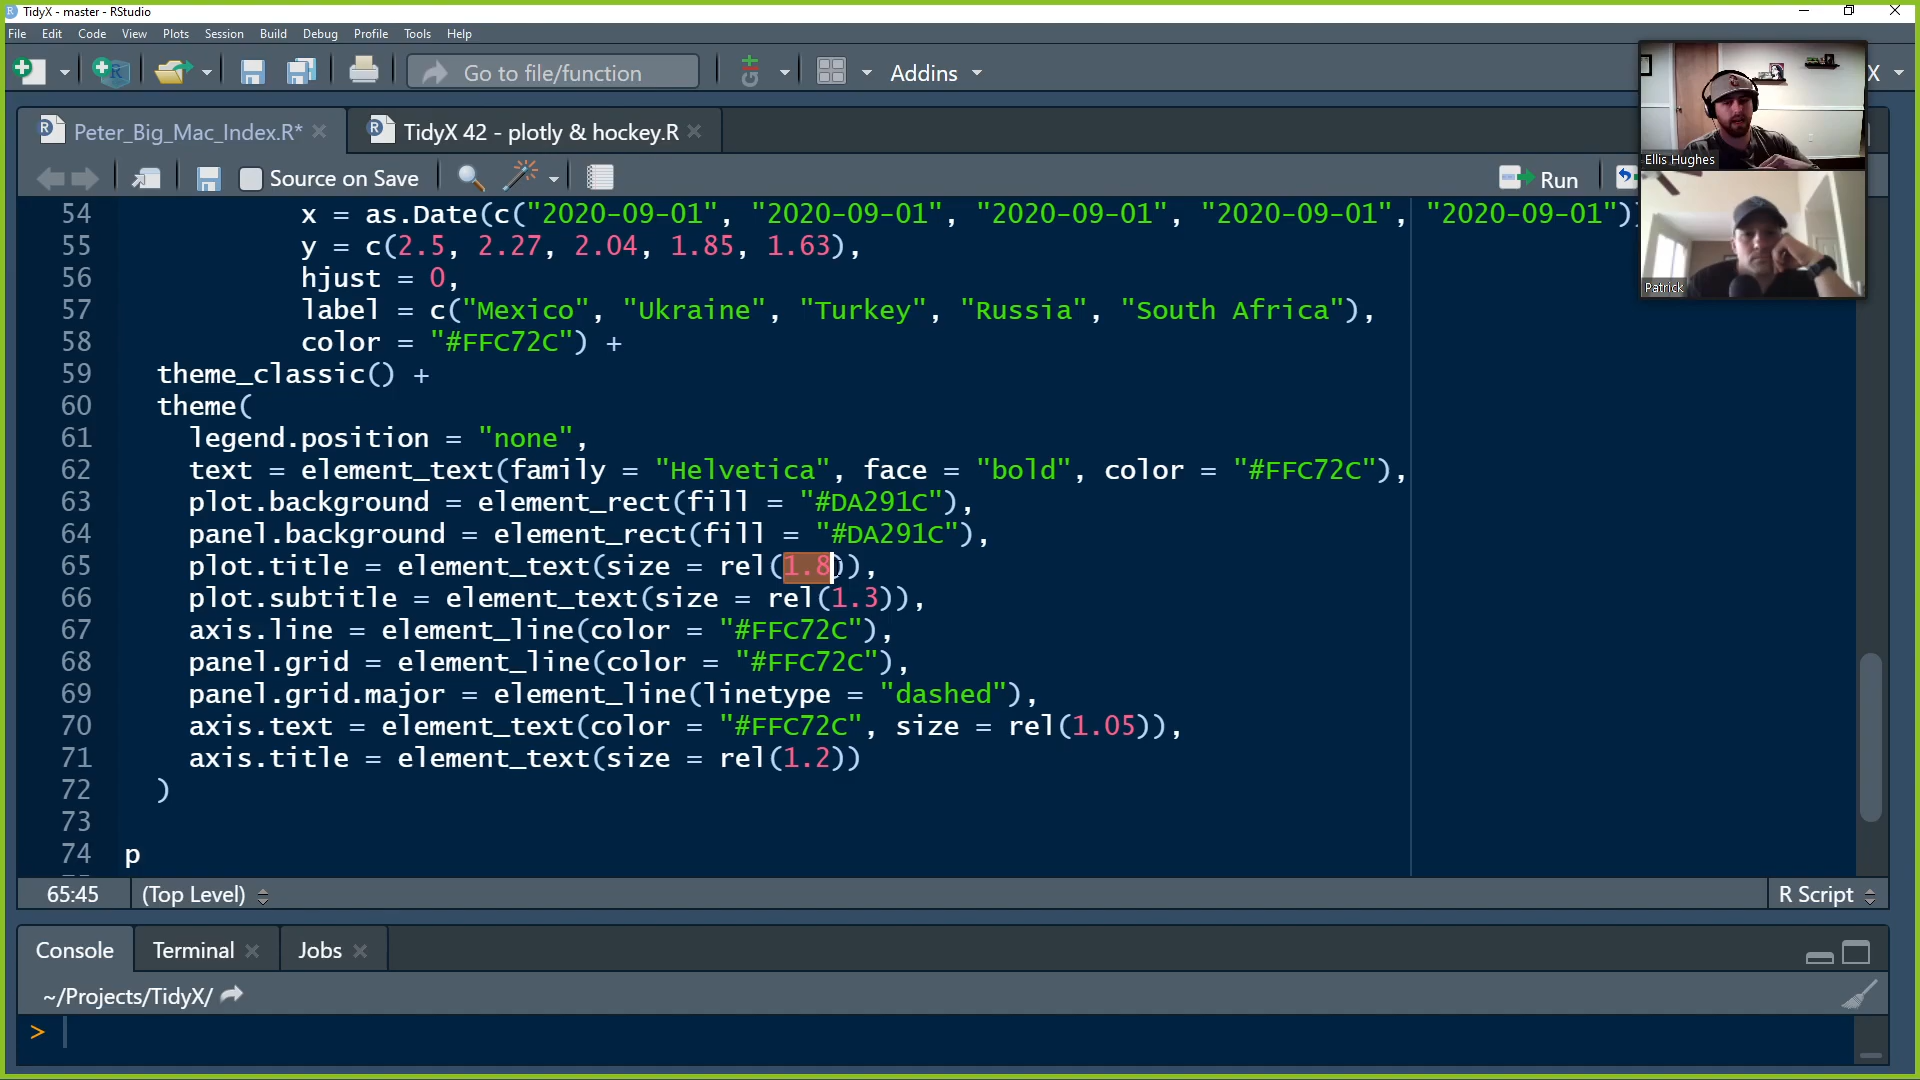 TidyX - master - RStudio
File Edit Code View Plots Session Build Debug Profile Tools Help
Go to file/function Addins X
Ellis Hughes
Patrick
Peter_Big_Mac_Index.R* TidyX 42 - plotly & hockey.R
Source on Save Run
54 x = as.Date(c("2020-09-01", "2020-09-01", "2020-09-01", "2020-09-01", "2020-09-01")
55 y = c(2.5, 2.27, 2.04, 1.85, 1.63),
56 hjust = 0,
57 label = c("Mexico", "Ukraine", "Turkey", "Russia", "South Africa"),
58 color = "#FFC72C") +
59 theme_classic() +
60 theme(
61 legend.position = "none",
62 text = element_text(family = "Helvetica", face = "bold", color = "#FFC72C"),
63 plot.background = element_rect(fill = "#DA291C"),
64 panel.background = element_rect(fill = "#DA291C"),
65 plot.title = element_text(size = rel(1.8)),
66 plot.subtitle = element_text(size = rel(1.3)),
67 axis.line = element_line(color = "#FFC72C"),
68 panel.grid = element_line(color = "#FFC72C"),
69 panel.grid.major = element_line(linetype = "dashed"),
70 axis.text = element_text(color = "#FFC72C", size = rel(1.05)),
71 axis.title = element_text(size = rel(1.2))
72 )
73
74 p
65:45 (Top Level) R Script
Console Terminal Jobs
~/Projects/TidyX/
>